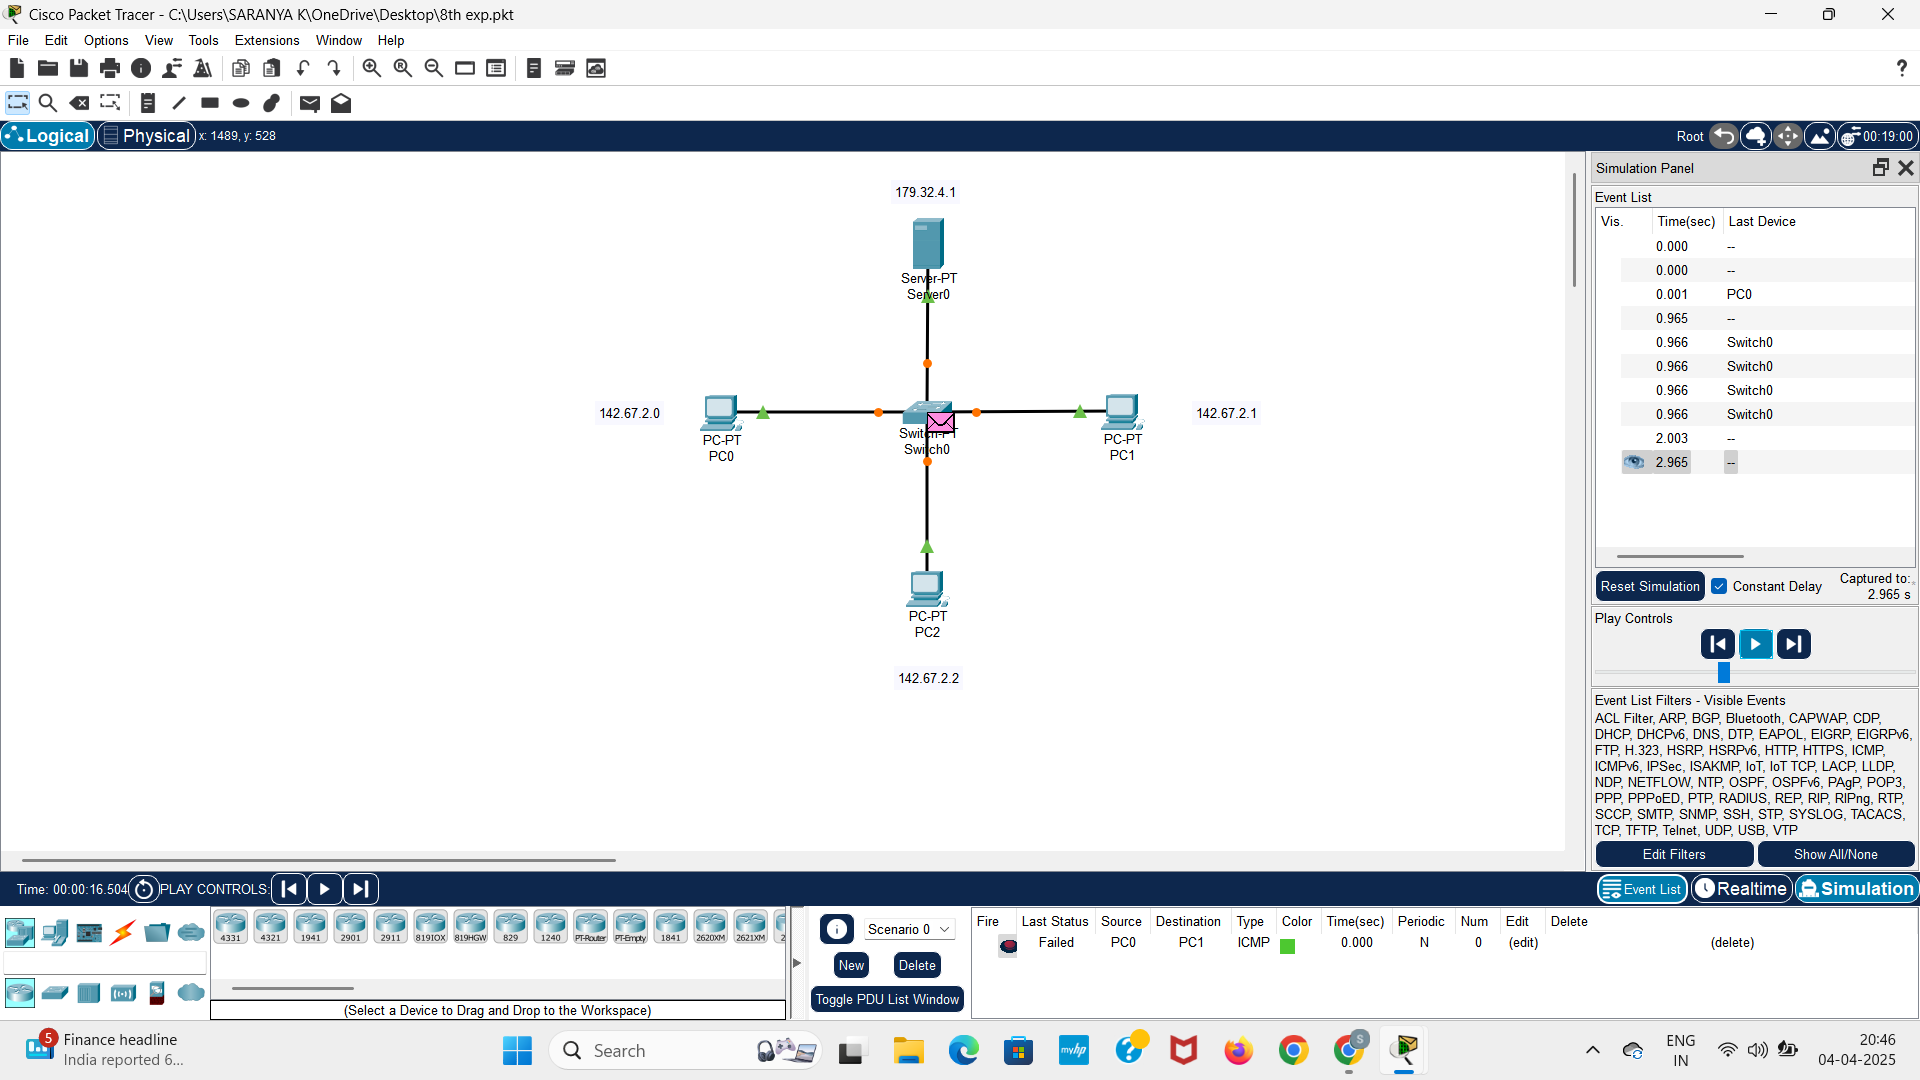 Cisco Packet Tracer - C:\Users\SARANYA K\OneDrive\Desktop\8th exp.pkt
File Edit Options View Tools Extensions Window Help
?
Logical Physical x: 1489, y: 528 Root 00:19:00
Simulation Panel
Event List
Vis. Time(sec) Last Device
0.000 --
0.000 --
0.001 PC0
0.965 --
0.966 Switch0
0.966 Switch0
0.966 Switch0
0.966 Switch0
2.003 --
2.965 --
179.32.4.1
Server-PT
Server0
142.67.2.0
PC-PT
PC0
Switch-PT
Switch0
PC-PT
PC1
142.67.2.1
PC-PT
PC2
142.67.2.2
Reset Simulation Constant Delay Captured to:
2.965 s
Play Controls
Event List Filters - Visible Events
ACL Filter, ARP, BGP, Bluetooth, CAPWAP, CDP,
DHCP, DHCPv6, DNS, DTP, EAPOL, EIGRP, EIGRPv6,
FTP, H.323, HSRP, HSRPv6, HTTP, HTTPS, ICMP,
ICMPv6, IPSec, ISAKMP, IoT, IoT TCP, LACP, LLDP,
NDP, NETFLOW, NTP, OSPF, OSPFv6, PAgP, POP3,
PPP, PPPoED, PTP, RADIUS, REP, RIP, RIPng, RTP,
SCCP, SMTP, SNMP, SSH, STP, SYSLOG, TACACS,
TCP, TFTP, Telnet, UDP, USB, VTP
Edit Filters Show All/None
Time: 00:00:16.504 PLAY CONTROLS: Event List Realtime Simulation
4331 4321 1941 2901 2911 819IOX 819HGW 829 1240 PT-Router PT-Empty 1841 2620XM 2621XM 2
(Select a Device to Drag and Drop to the Workspace)
Scenario 0
New Delete
Toggle PDU List Window
Fire Last Status Source Destination Type Color Time(sec) Periodic Num Edit Delete
Failed PC0 PC1 ICMP 0.000 N 0 (edit) (delete)
5 Finance headline
India reported 6...
Search
myhp
?
S
ENG
IN
20:46
04-04-2025